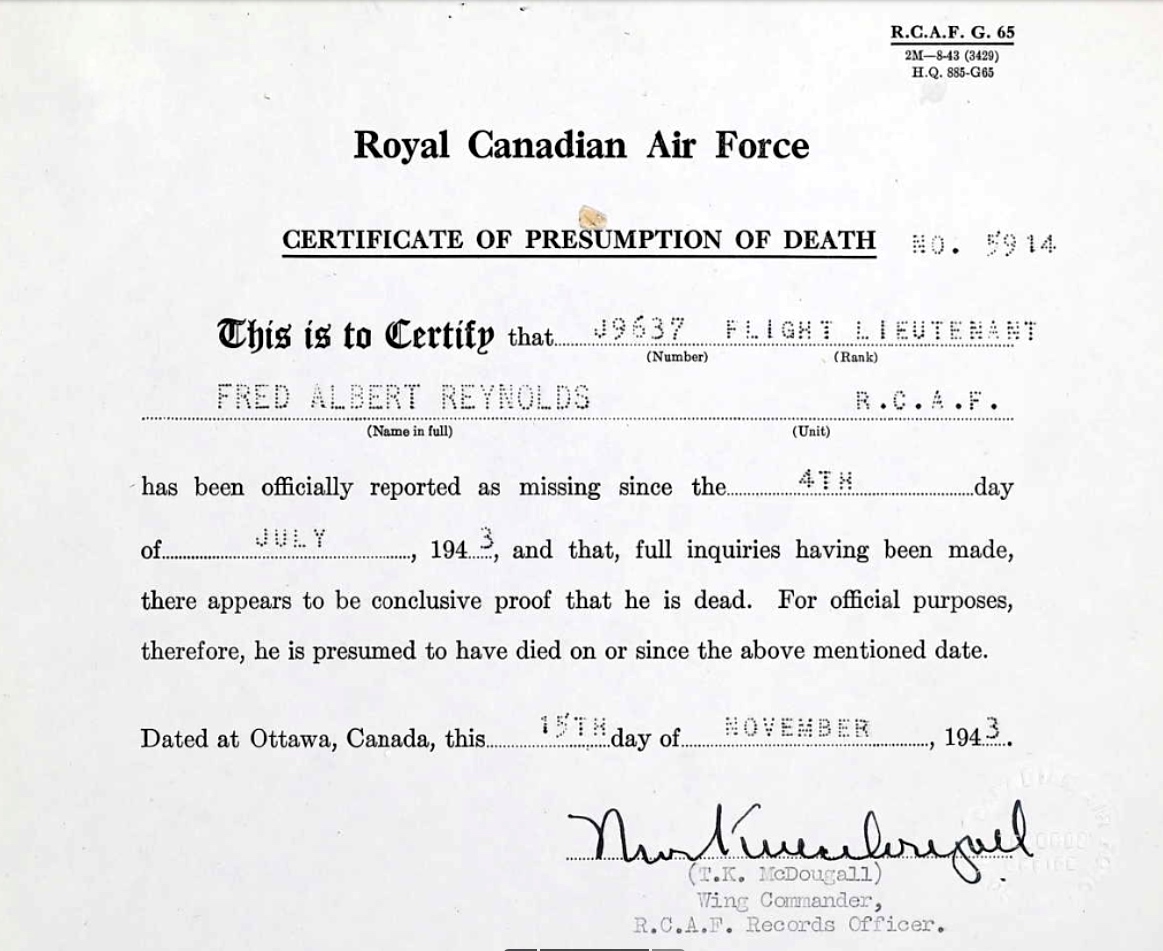 R.C.A.F. G. 65
2M—8-43 (3429)
H.Q. 885-G65
Royal Canadian Air Force
CERTIFICATE OF PRESUMPTION OF DEATH NO. 5914
This is to Certify that J9637 FLIGHT LIEUTENANT
(Number) (Rank)
FRED ALBERT REYNOLDS R.C.A.F.
(Name in full) (Unit)
has been officially reported as missing since the 4TH day
of JULY, 1943, and that, full inquiries having been made,
there appears to be conclusive proof that he is dead. For official purposes,
therefore, he is presumed to have died on or since the above mentioned date.
Dated at Ottawa, Canada, this 15TH day of NOVEMBER, 1943.
(T.K. McDougall)
Wing Commander,
R.C.A.F. Records Officer.